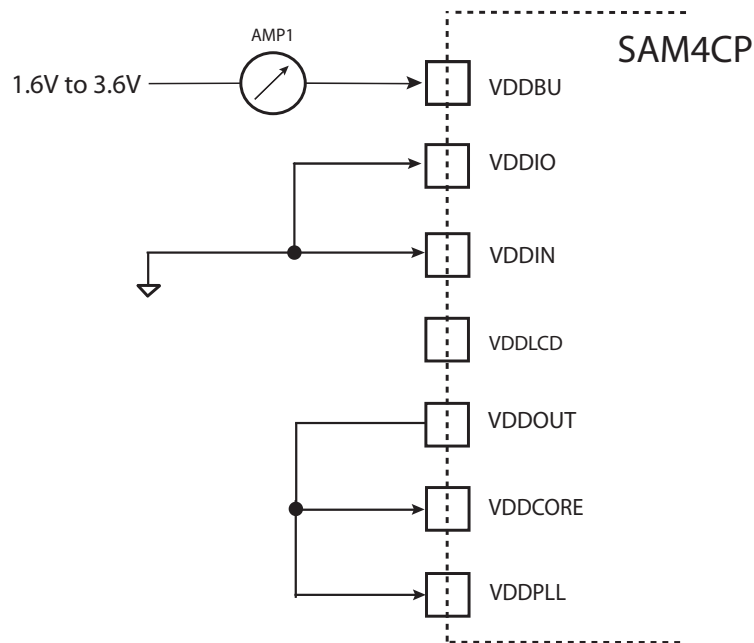 AMP1
SAM4CP
1.6V to 3.6V
VDDBU
VDDIO
VDDIN
VDDLCD
VDDOUT
VDDCORE
VDDPLL